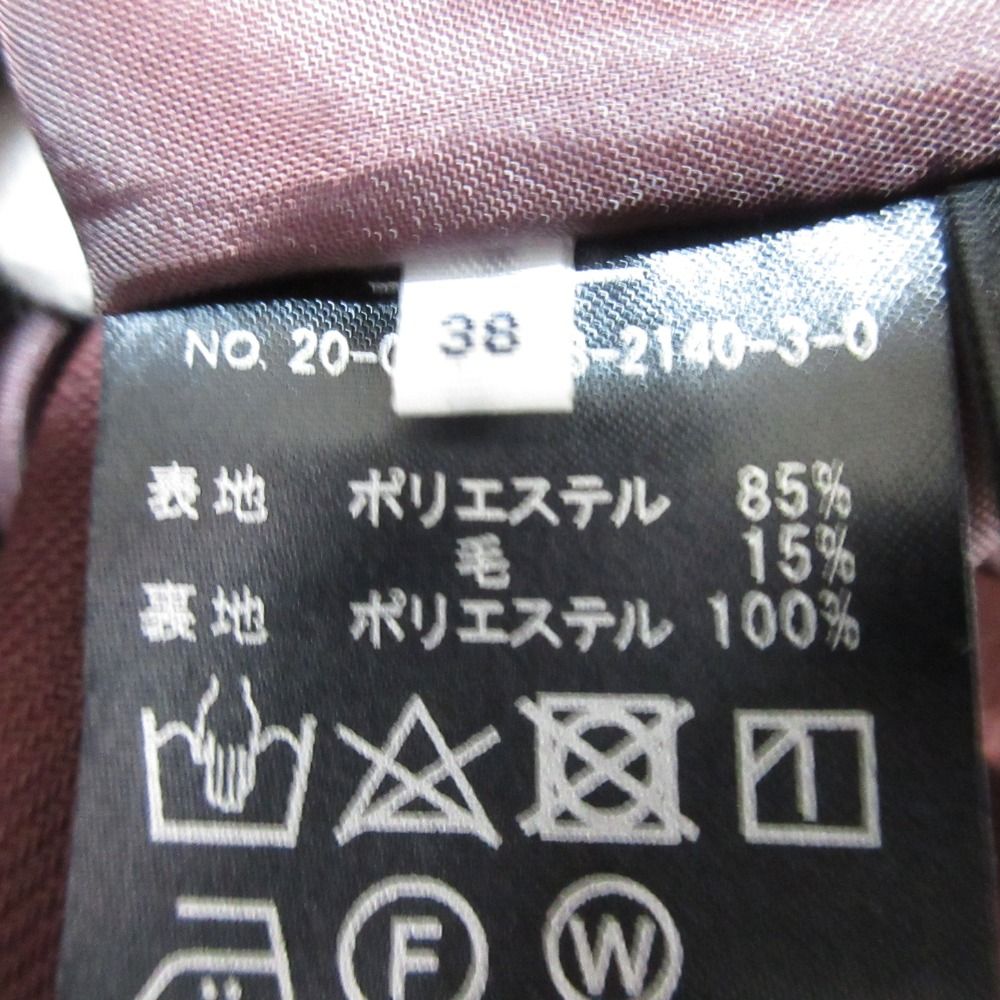 38
NO. 20-0 -2140-3-0
表地 ポリエステル 85%
毛 15%
裏地 ポリエステル 100%
F W